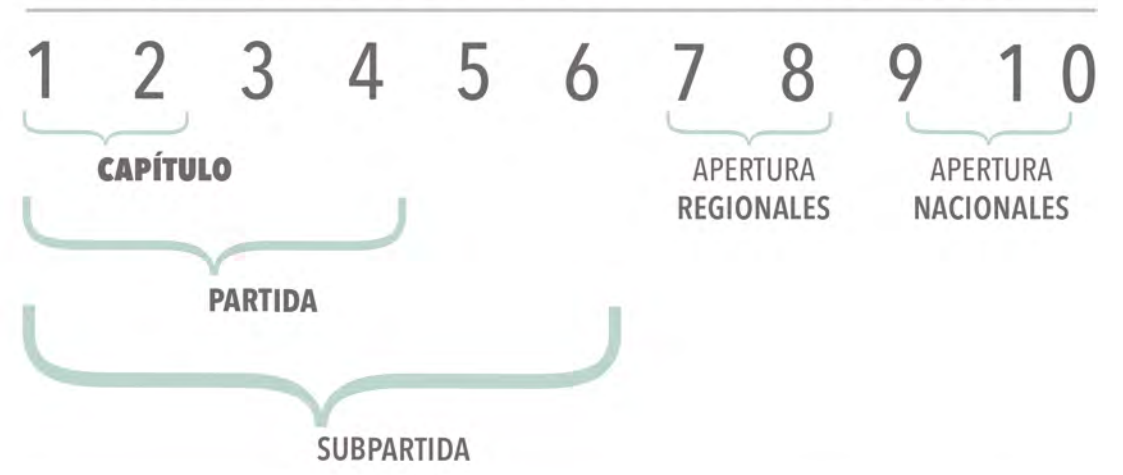 1 2 3 4 5 6 7 8 9 10
CAPÍTULO
APERTURA
REGIONALES
APERTURA
NACIONALES
PARTIDA
SUBPARTIDA